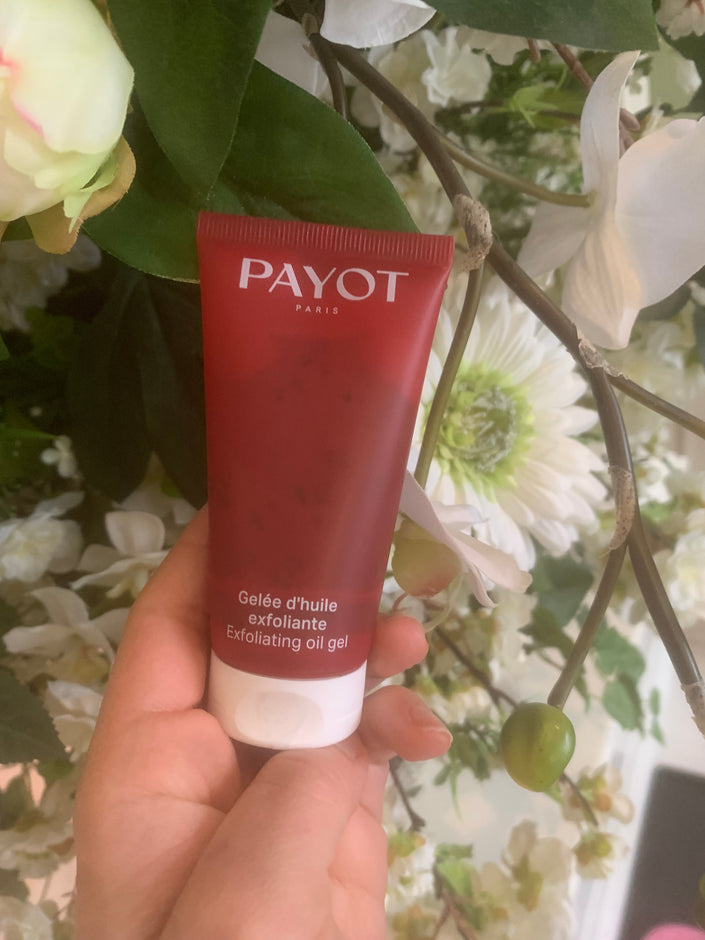 PAYOT
PARIS
Gelée d'huile
exfoliante
Exfoliating oil gel